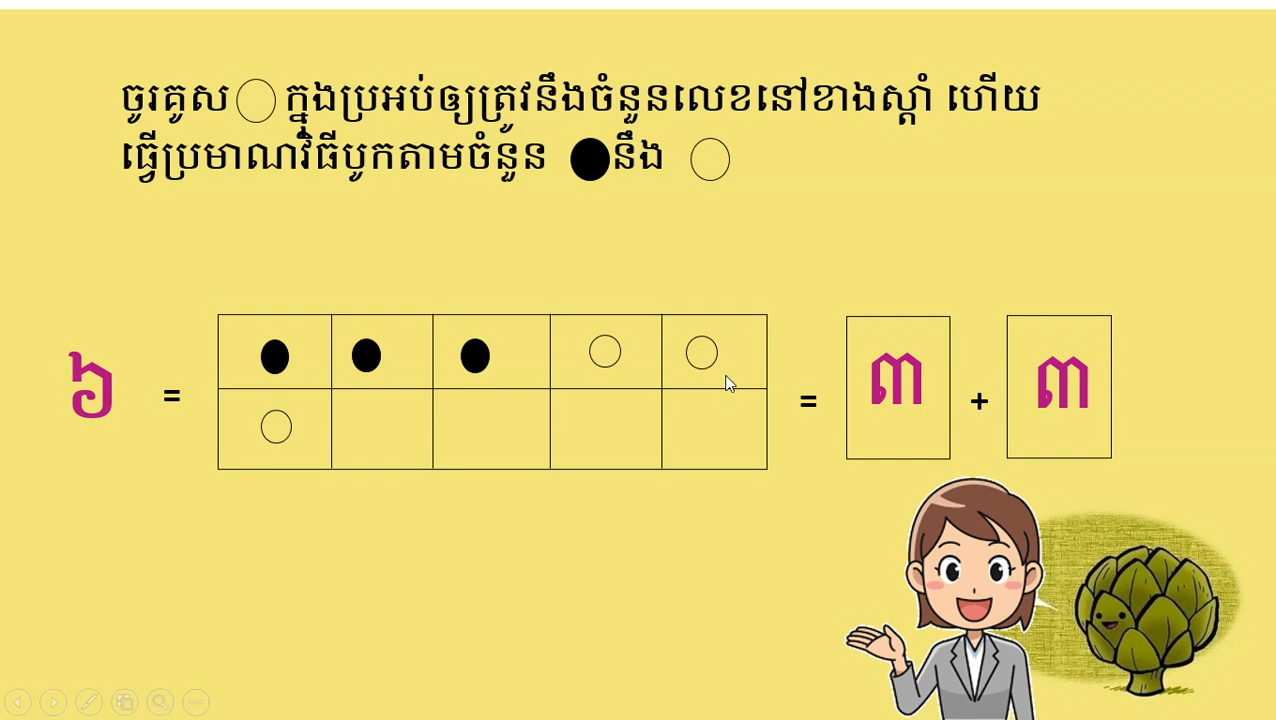 ចូរគូស ក្នុងប្រអប់ឲ្យត្រូវនឹងចំនួនលេខនៅខាងស្តាំ ហើយ
ធ្វើប្រមាណវិធីបូកតាមចំនួន នឹង
៦ = = ៣ + ៣